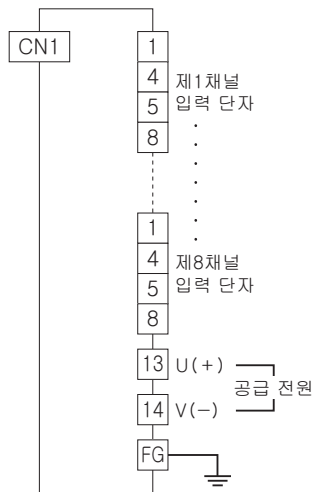 CN1
1
4
5
8
제1채널
입력 단자
1
4
5
8
제8채널
입력 단자
13 U(+)
14 V(−)
공급 전원
FG